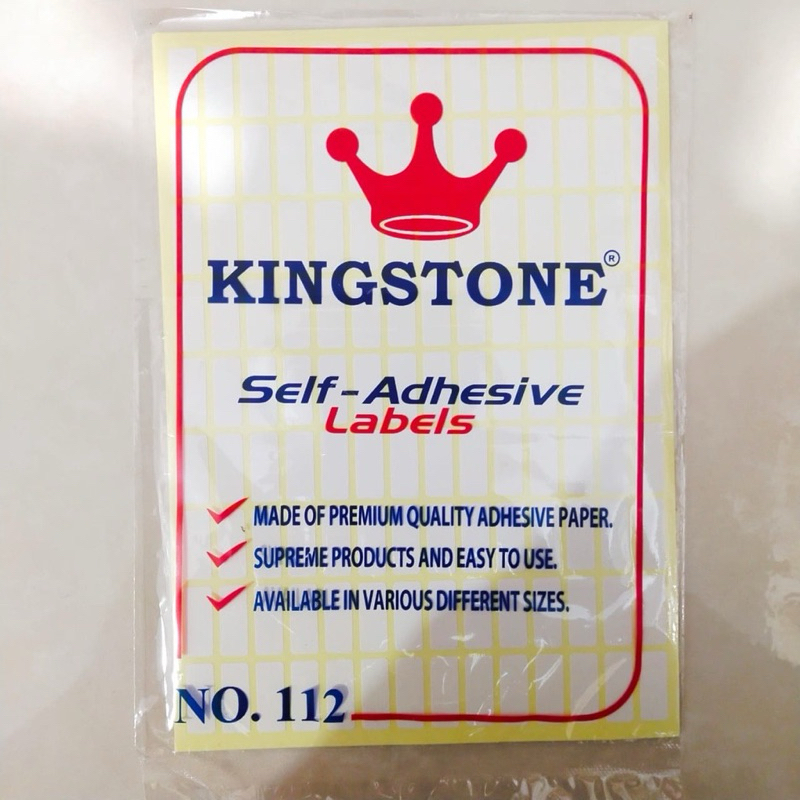 KINGSTONE®
Self-Adhesive
Labels
MADE OF PREMIUM QUALITY ADHESIVE PAPER.
SUPREME PRODUCTS AND EASY TO USE.
AVAILABLE IN VARIOUS DIFFERENT SIZES.
NO. 112